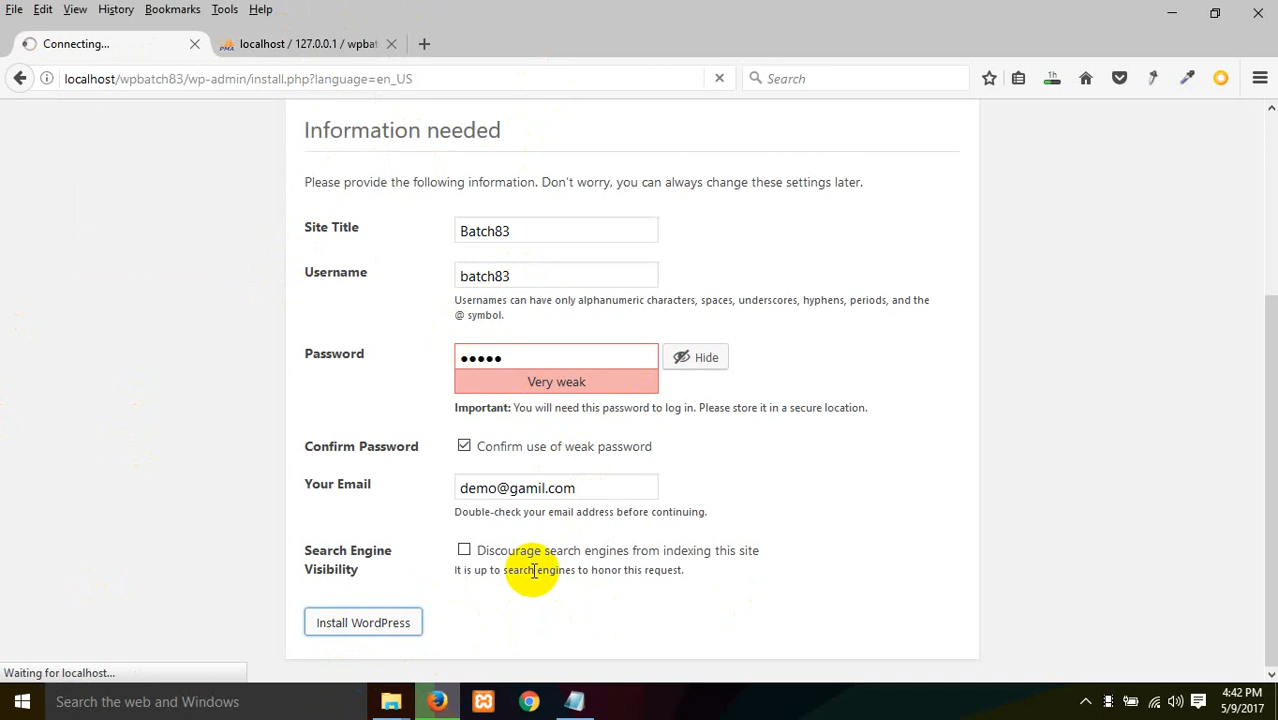 File Edit View History Bookmarks Tools Help
Connecting...
PMA localhost / 127.0.0.1 / wpbat
localhost/wpbatch83/wp-admin/install.php?language=en_US
Search
1h
Information needed
Please provide the following information. Don't worry, you can always change these settings later.
Site Title
Batch83
Username
batch83
Usernames can have only alphanumeric characters, spaces, underscores, hyphens, periods, and the
@ symbol.
Password
●●●●●
Hide
Very weak
Important: You will need this password to log in. Please store it in a secure location.
Confirm Password
Confirm use of weak password
Your Email
demo@gamil.com
Double-check your email address before continuing.
Search Engine
Visibility
Discourage search engines from indexing this site
It is up to search engines to honor this request.
Install WordPress
Waiting for localhost...
Search the web and Windows
4:42 PM
5/9/2017